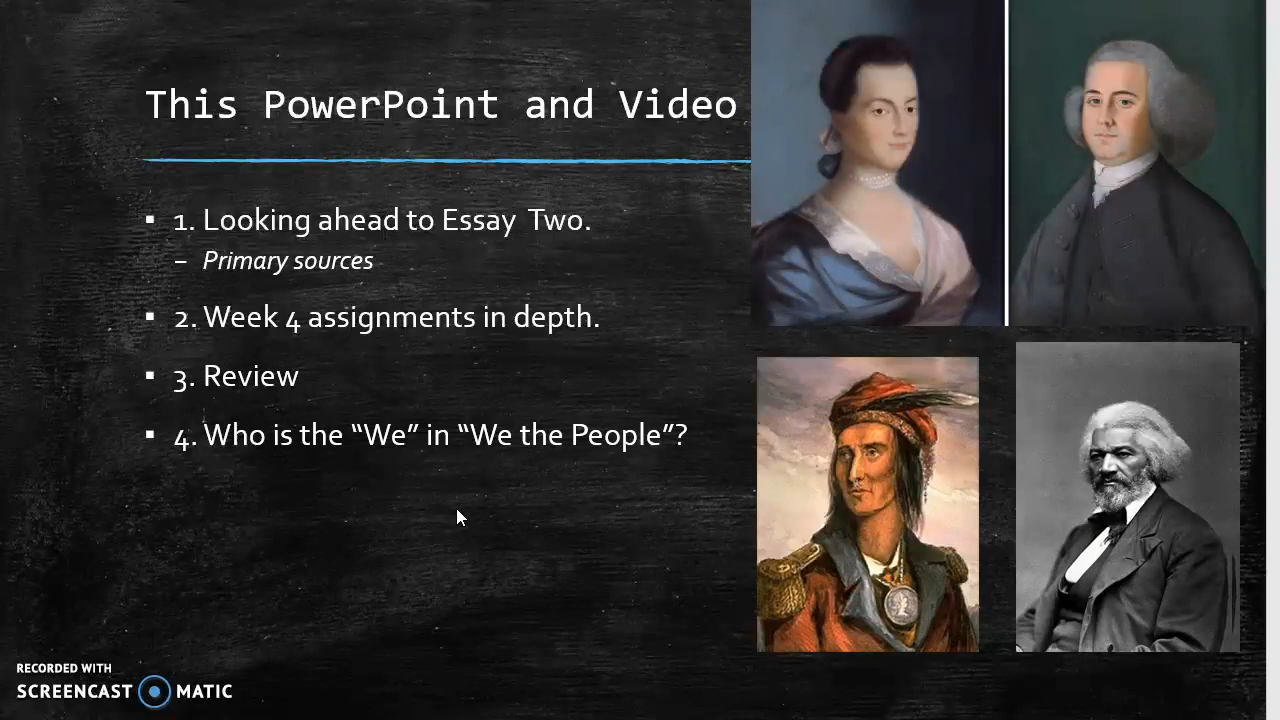 This PowerPoint and Video
▪ 1. Looking ahead to Essay Two.
– Primary sources
▪ 2. Week 4 assignments in depth.
▪ 3. Review
▪ 4. Who is the “We” in “We the People”?
RECORDED WITH
SCREENCAST MATIC